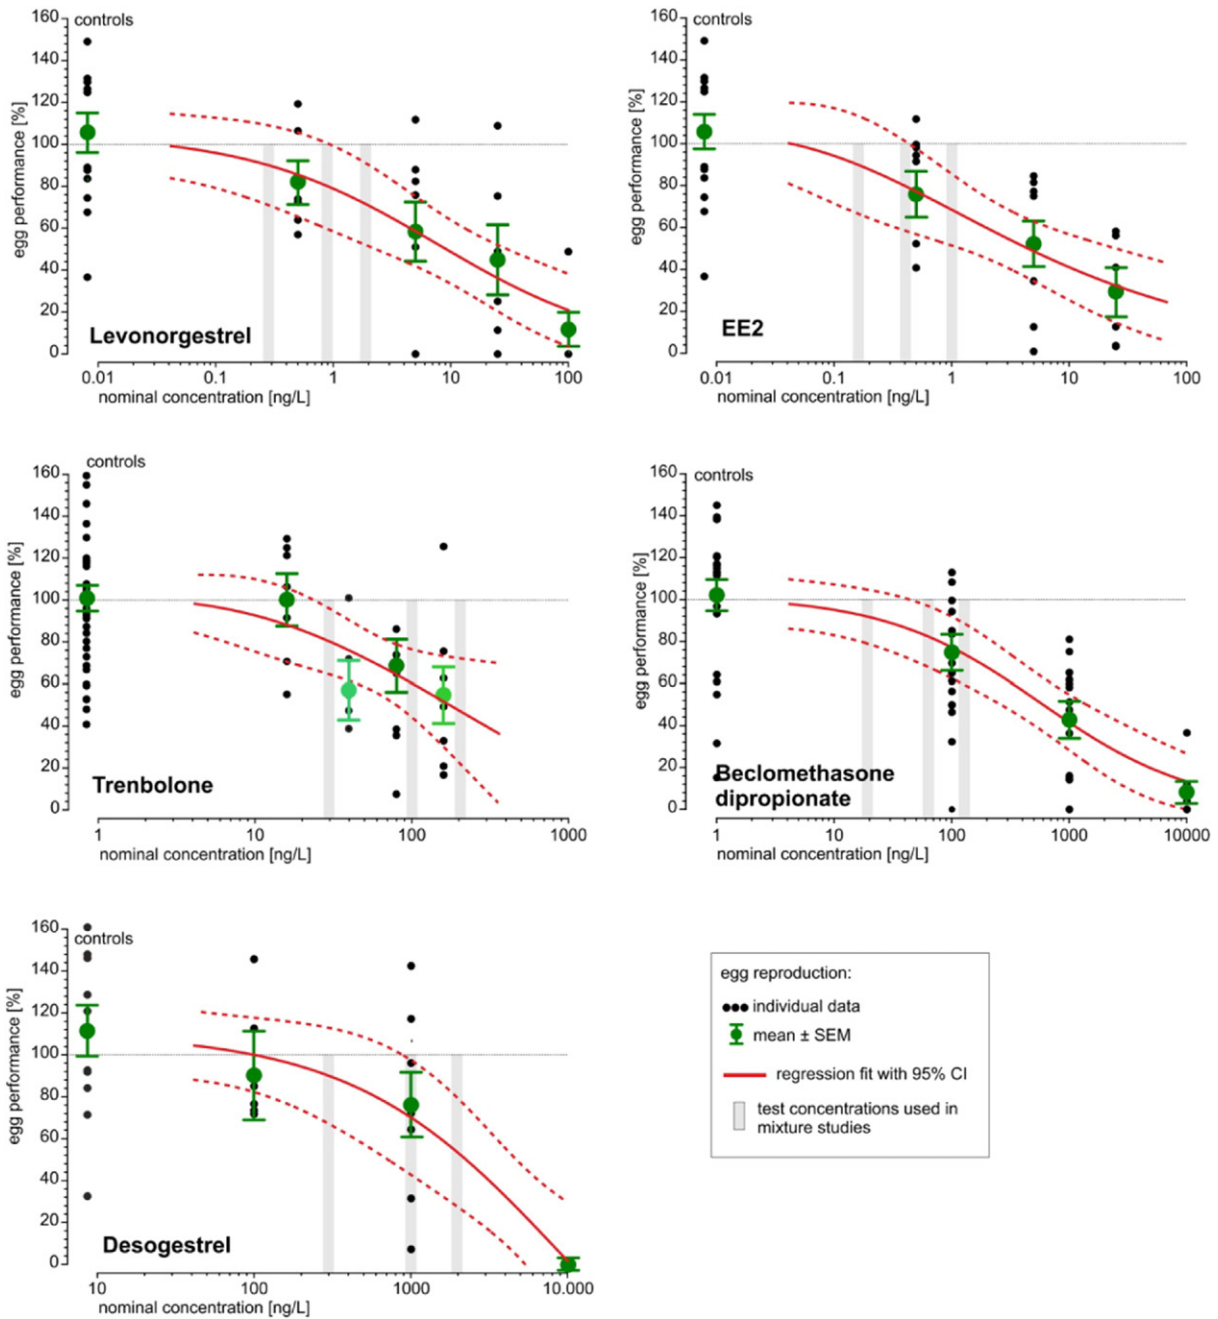 controls
160
140
120
100
80
60
40
20
0
egg performance [%]
Levonorgestrel
0.01 0.1 1 10 100
nominal concentration [ng/L]
controls
160
140
120
100
80
60
40
20
0
egg performance [%]
EE2
0.01 0.1 1 10 100
nominal concentration [ng/L]
controls
160
140
120
100
80
60
40
20
0
egg performance [%]
Trenbolone
1 10 100 1000
nominal concentration [ng/L]
controls
160
140
120
100
80
60
40
20
0
egg performance [%]
Beclomethasone
dipropionate
1 10 100 1000 10000
nominal concentration [ng/L]
controls
160
140
120
100
80
60
40
20
0
egg performance [%]
Desogestrel
10 100 1000 10.000
nominal concentration [ng/L]
egg reproduction:
individual data
mean ± SEM
regression fit with 95% CI
test concentrations used in
mixture studies